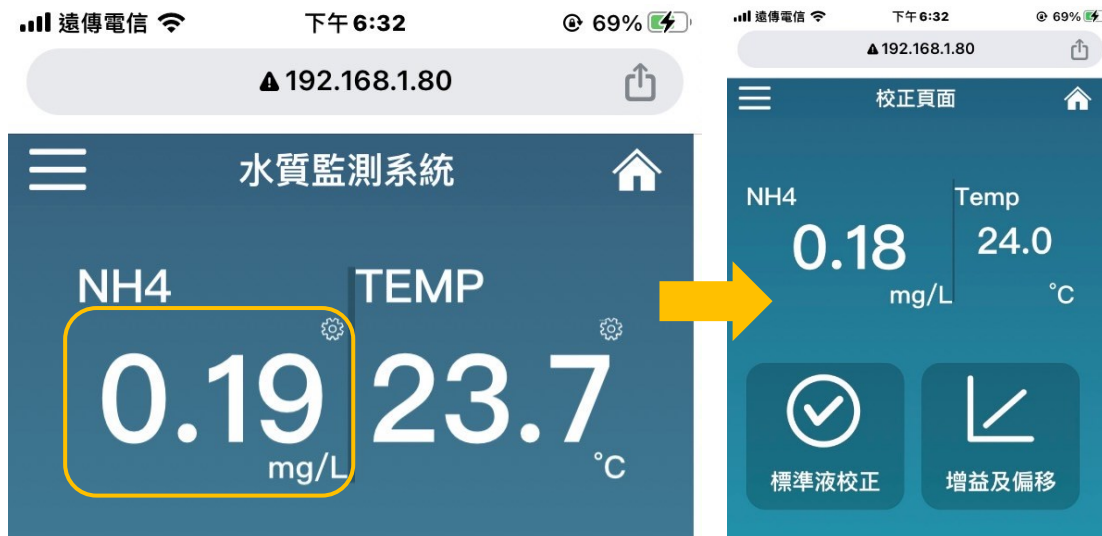 遠傳電信 下午 6:32 69%
192.168.1.80
水質監測系統
NH4 TEMP
0.19 23.7
mg/L °C
遠傳電信 下午 6:32 69%
192.168.1.80
校正頁面
NH4 Temp
0.18 24.0
mg/L °C
標準液校正 增益及偏移